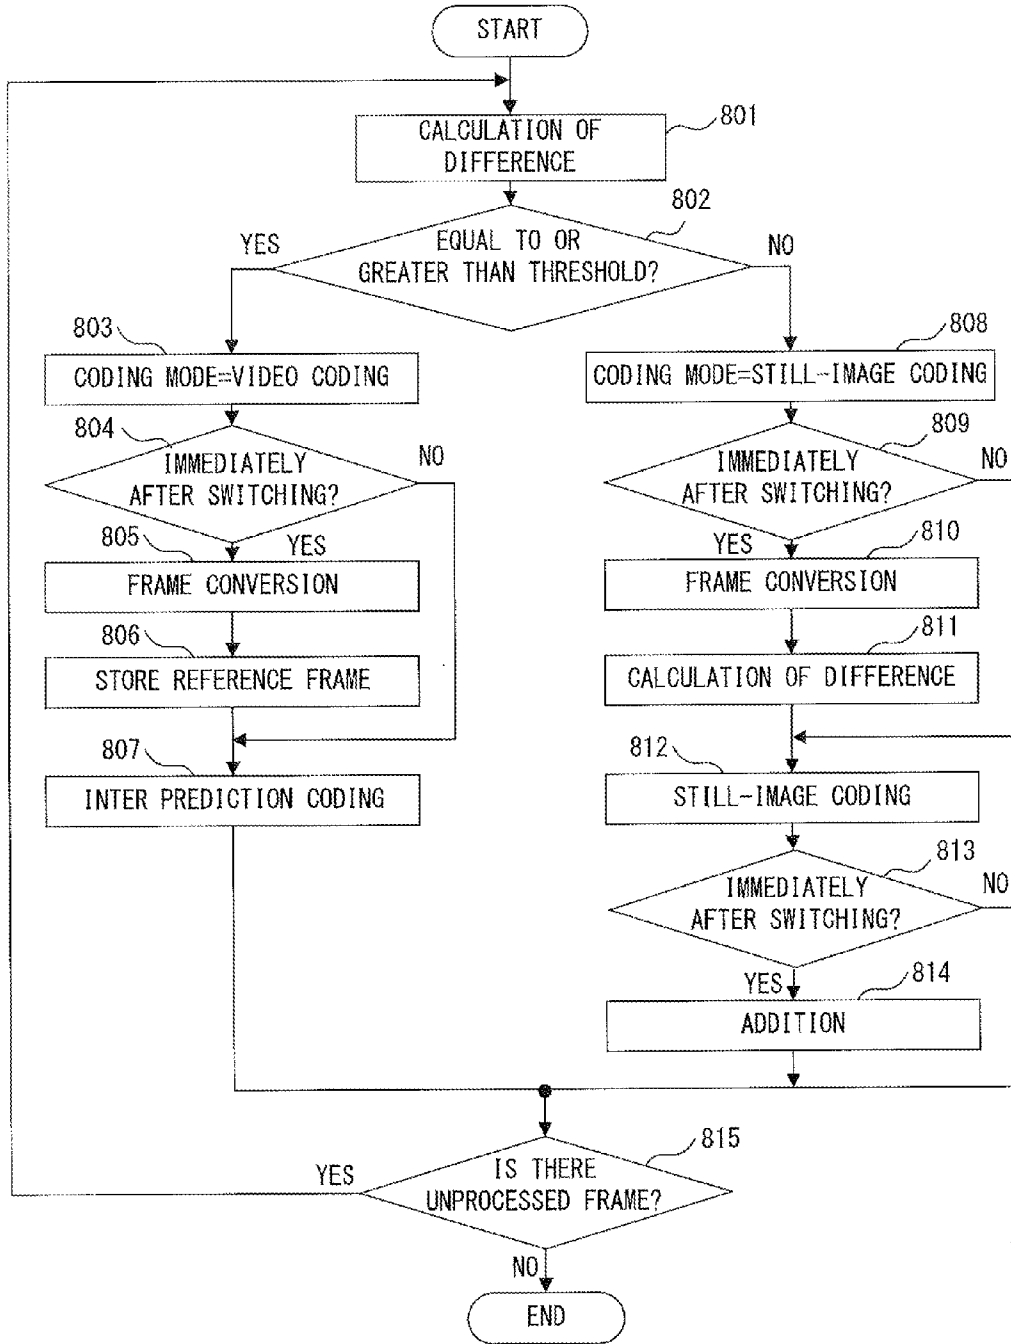 START
801
CALCULATION OF
DIFFERENCE
802
YES
EQUAL TO OR
GREATER THAN THRESHOLD?
NO
803
CODING MODE=VIDEO CODING
808
CODING MODE=STILL-IMAGE CODING
804
IMMEDIATELY
AFTER SWITCHING?
NO
809
IMMEDIATELY
AFTER SWITCHING?
NO
805
YES
FRAME CONVERSION
YES
810
FRAME CONVERSION
806
STORE REFERENCE FRAME
811
CALCULATION OF DIFFERENCE
807
INTER PREDICTION CODING
812
STILL-IMAGE CODING
813
IMMEDIATELY
AFTER SWITCHING?
NO
YES
814
ADDITION
815
YES
IS THERE
UNPROCESSED FRAME?
NO
END